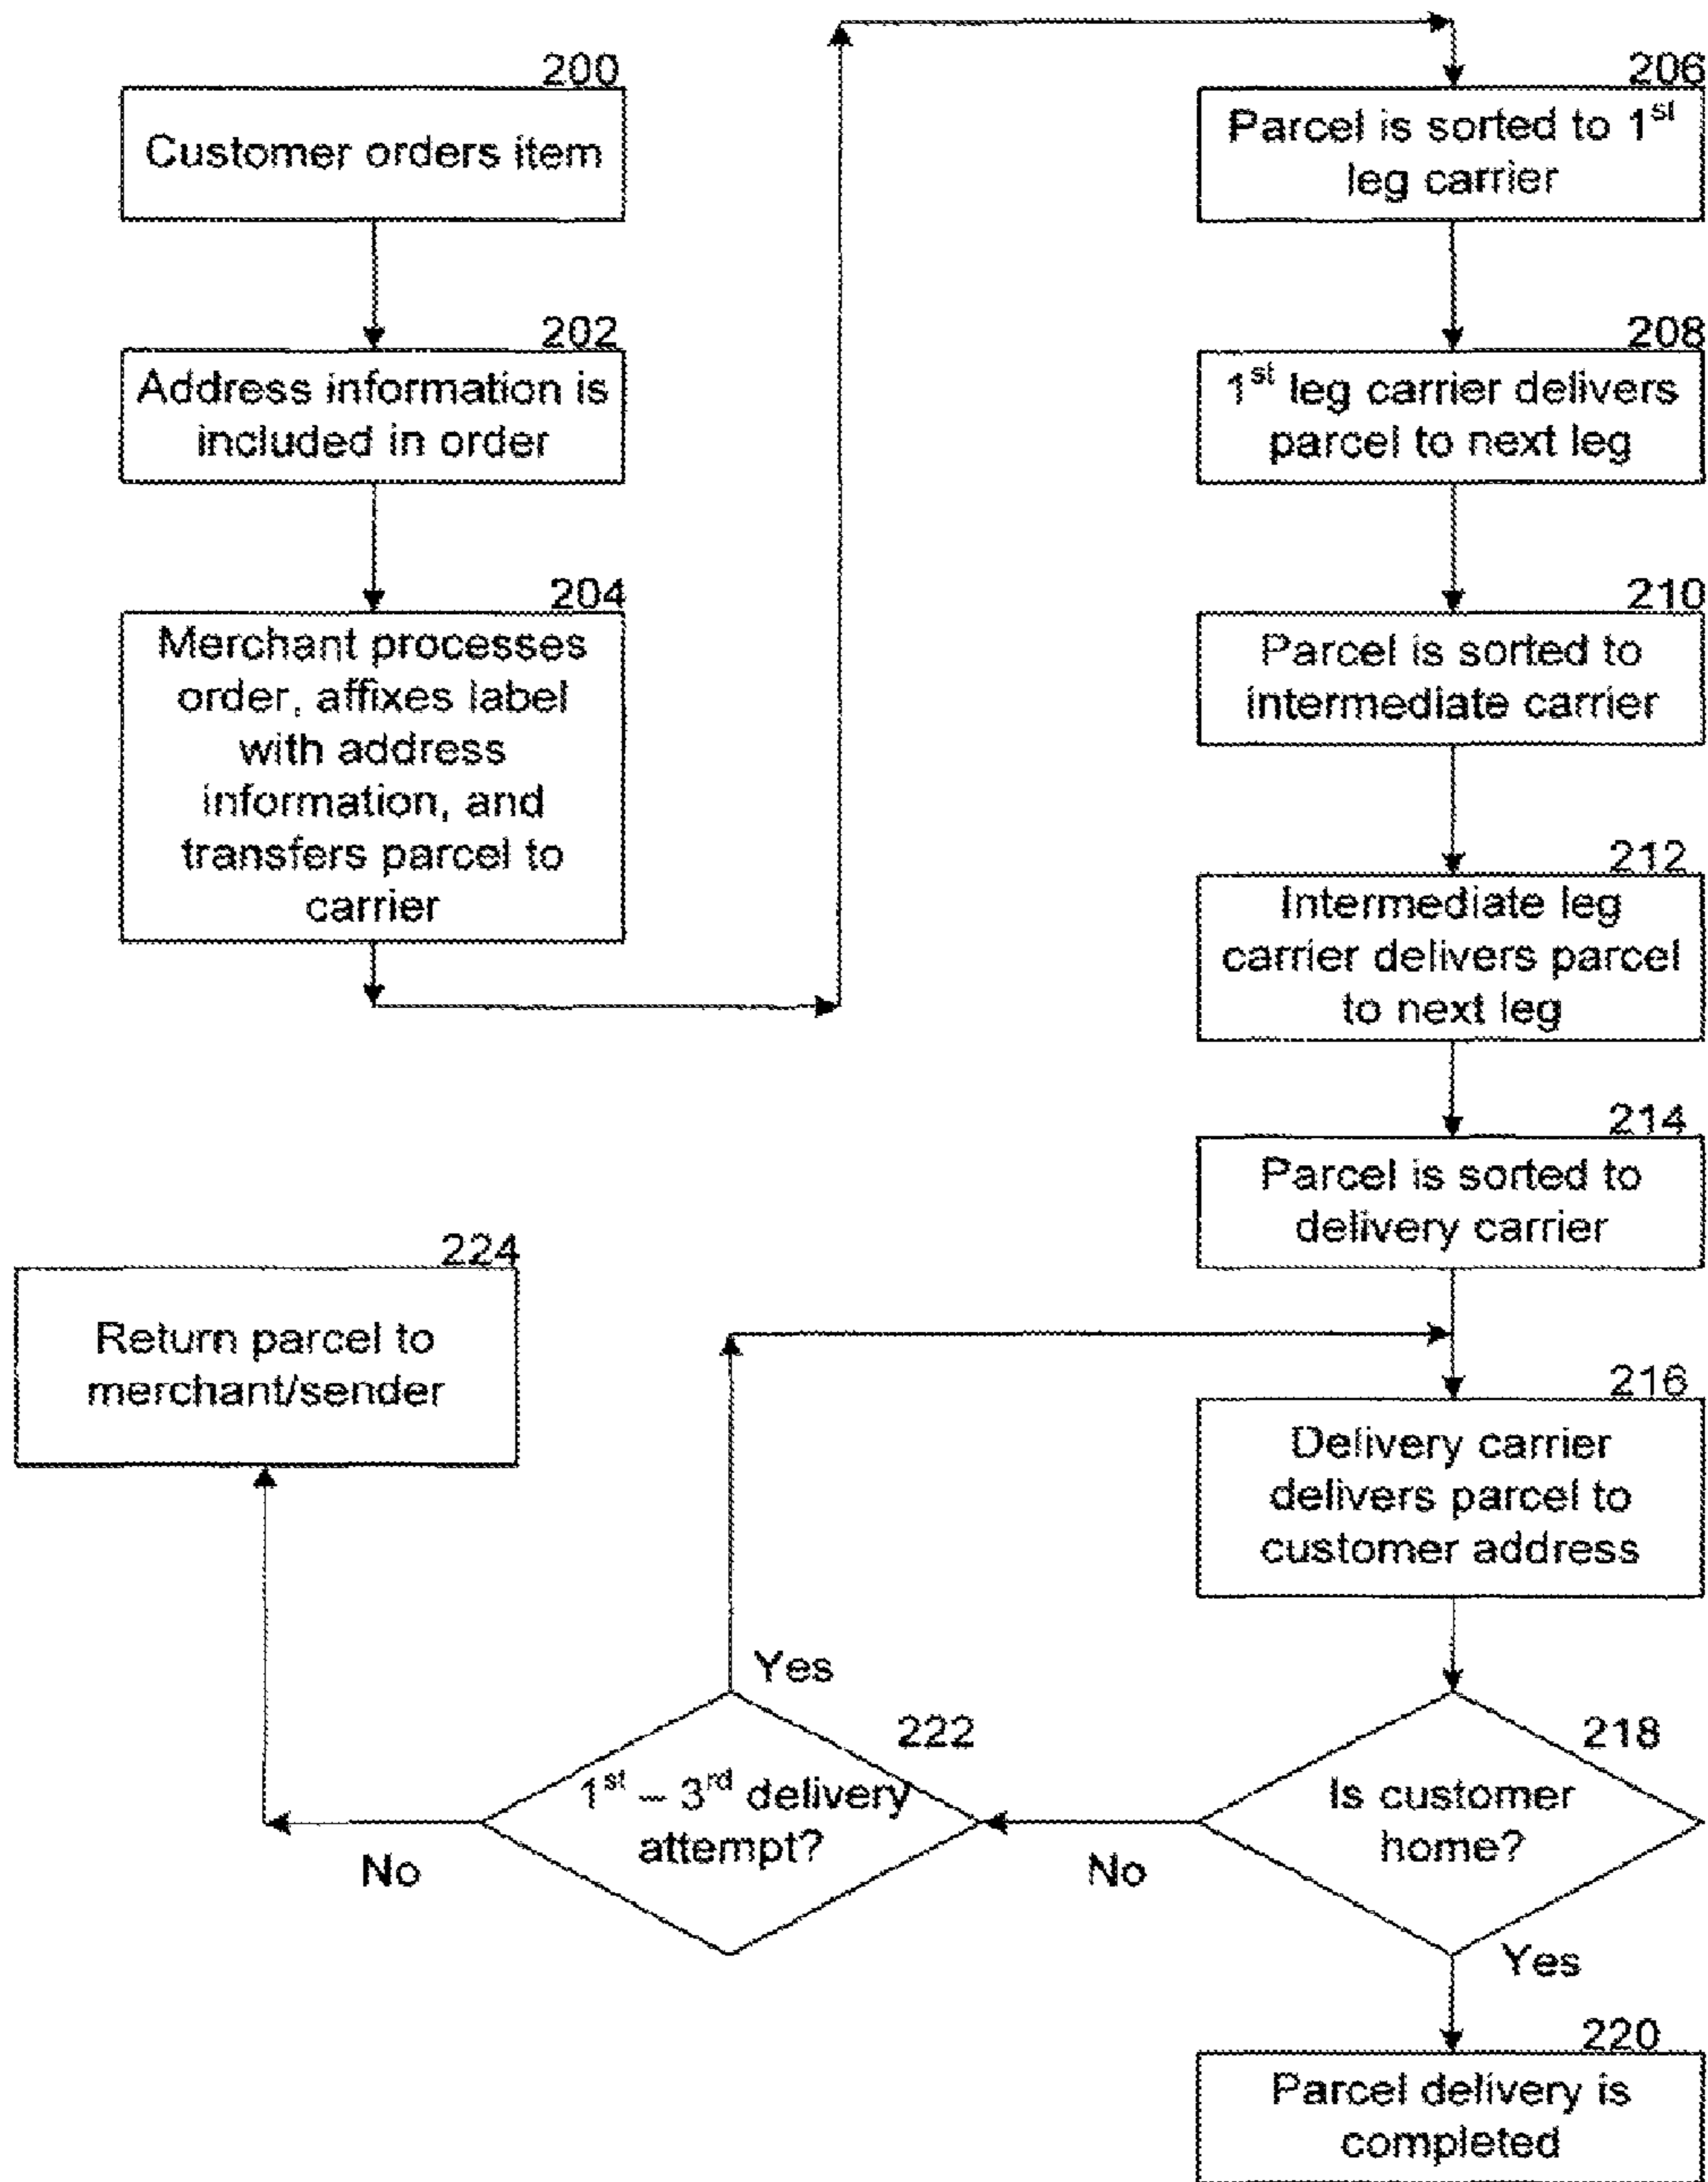 200
Customer orders item
202
Address information is
included in order
204
Merchant processes
order, affixes label
with address
information, and
transfers parcel to
carrier
206
Parcel is sorted to 1st
leg carrier
208
1st leg carrier delivers
parcel to next leg
210
Parcel is sorted to
intermediate carrier
212
Intermediate leg
carrier delivers parcel
to next leg
214
Parcel is sorted to
delivery carrier
216
Delivery carrier
delivers parcel to
customer address
218
Is customer
home?
Yes
No
220
Parcel delivery is
completed
222
1st – 3rd delivery
attempt?
Yes
No
224
Return parcel to
merchant/sender